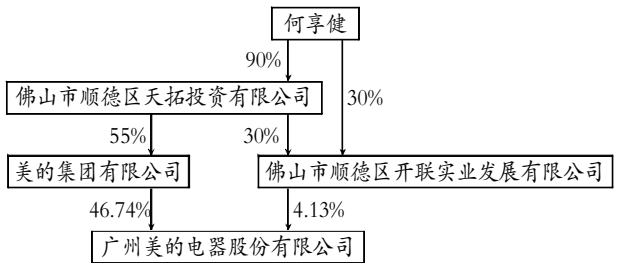 何享健
90%
佛山市顺德区天拓投资有限公司
30%
55%
30%
美的集团有限公司
佛山市顺德区开联实业发展有限公司
46.74%
4.13%
广州美的电器股份有限公司